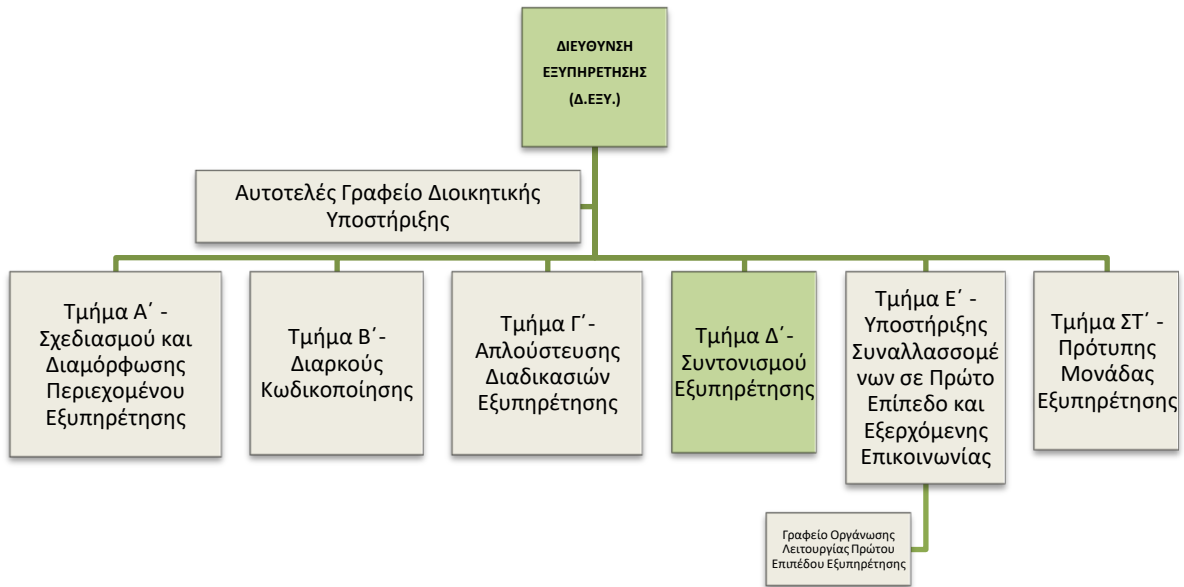 ΔΙΕΥΘΥΝΣΗ
ΕΞΥΠΗΡΕΤΗΣΗΣ
(Δ.ΕΞΥ.)
Αυτοτελές Γραφείο Διοικητικής
Υποστήριξης
Τμήμα Α΄ -
Σχεδιασμού και
Διαμόρφωσης
Περιεχομένου
Εξυπηρέτησης
Τμήμα Β΄-
Διαρκούς
Κωδικοποίησης
Τμήμα Γ΄-
Απλούστευσης
Διαδικασιών
Εξυπηρέτησης
Τμήμα Δ΄-
Συντονισμού
Εξυπηρέτησης
Τμήμα Ε΄ -
Υποστήριξης
Συναλλασσομέ
νων σε Πρώτο
Επίπεδο και
Εξερχόμενης
Επικοινωνίας
Τμήμα ΣΤ΄ -
Πρότυπης
Μονάδας
Εξυπηρέτησης
Γραφείο Οργάνωσης
Λειτουργίας Πρώτου
Επιπέδου Εξυπηρέτησης